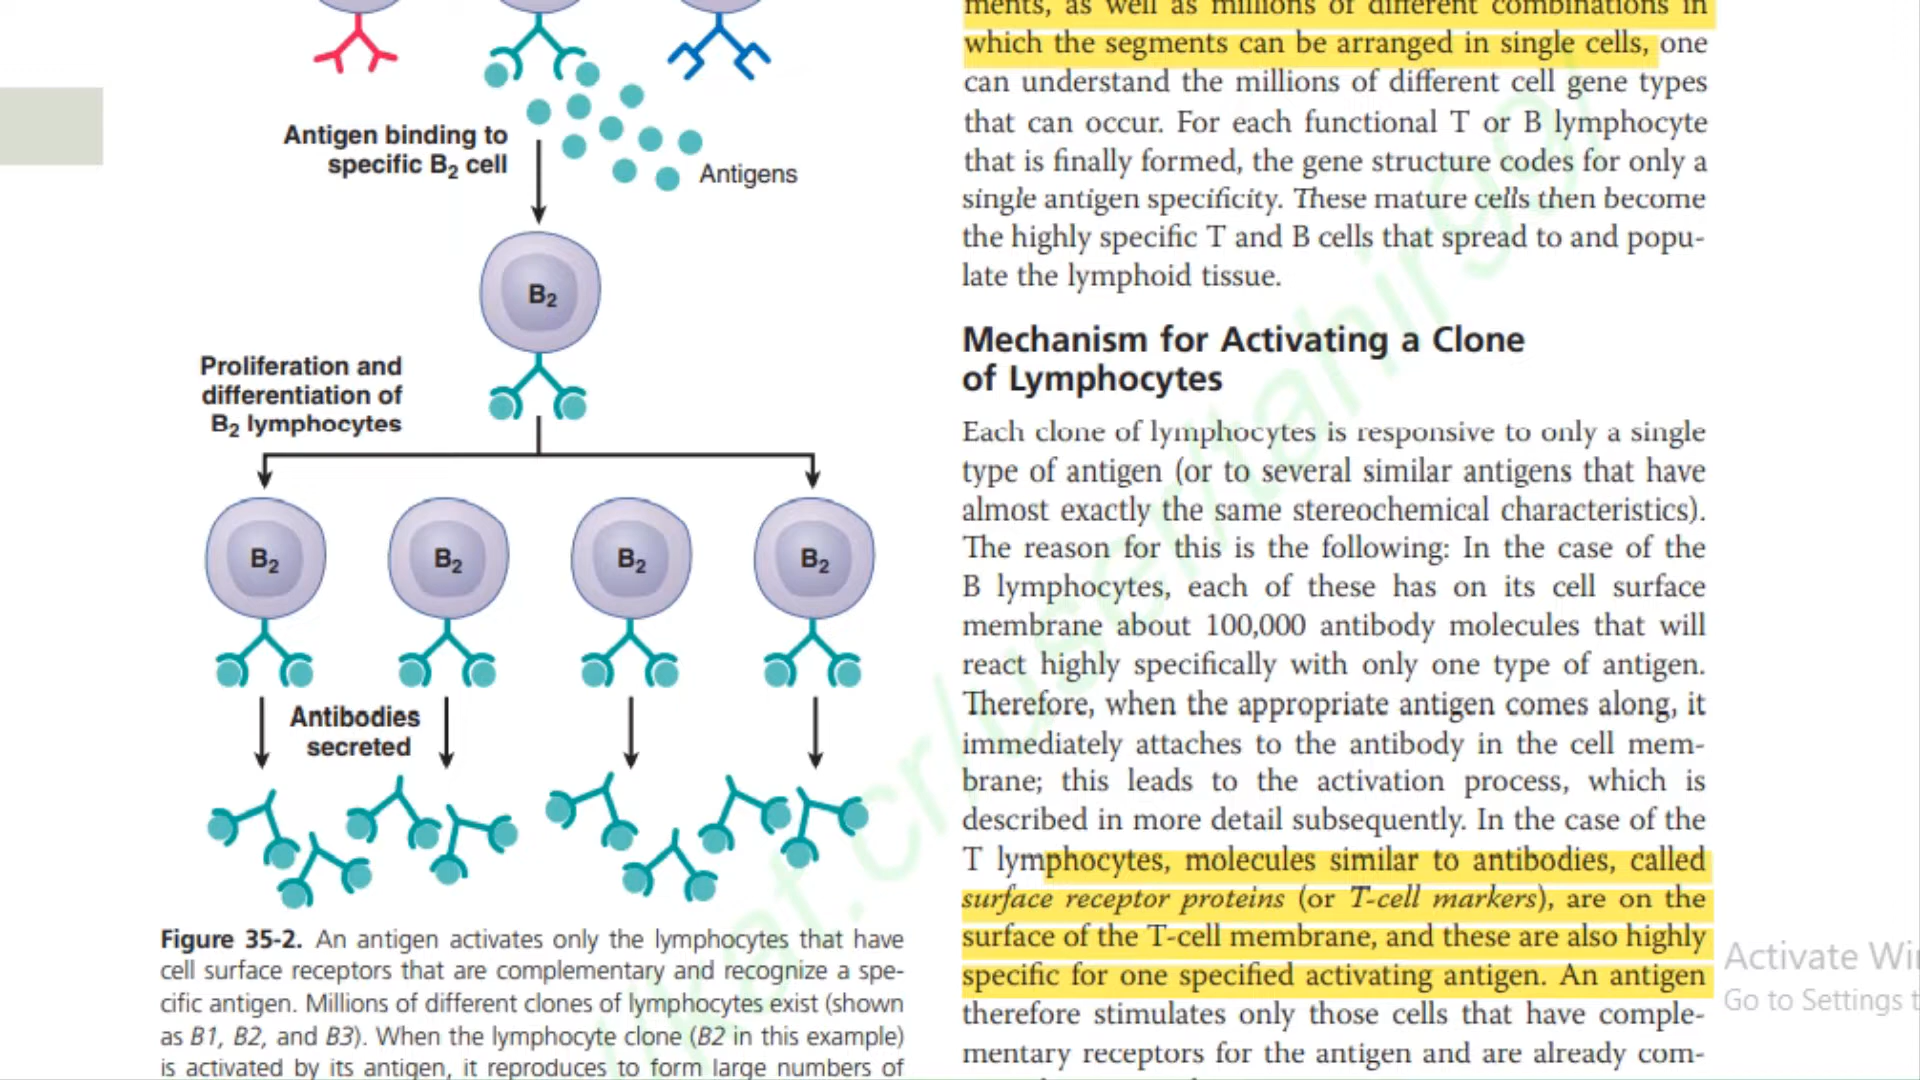 Antigen binding to
specific B2 cell
Antigens
B2
Proliferation and
differentiation of
B2 lymphocytes
B2
B2
B2
B2
Antibodies
secreted
Figure 35-2. An antigen activates only the lymphocytes that have
cell surface receptors that are complementary and recognize a spe-
cific antigen. Millions of different clones of lymphocytes exist (shown
as B1, B2, and B3). When the lymphocyte clone (B2 in this example)
is activated by its antigen, it reproduces to form large numbers of
ments, as well as millions of different combinations in
which the segments can be arranged in single cells, one
can understand the millions of different cell gene types
that can occur. For each functional T or B lymphocyte
that is finally formed, the gene structure codes for only a
single antigen specificity. These mature cells then become
the highly specific T and B cells that spread to and popu-
late the lymphoid tissue.
Mechanism for Activating a Clone
of Lymphocytes
Each clone of lymphocytes is responsive to only a single
type of antigen (or to several similar antigens that have
almost exactly the same stereochemical characteristics).
The reason for this is the following: In the case of the
B lymphocytes, each of these has on its cell surface
membrane about 100,000 antibody molecules that will
react highly specifically with only one type of antigen.
Therefore, when the appropriate antigen comes along, it
immediately attaches to the antibody in the cell mem-
brane; this leads to the activation process, which is
described in more detail subsequently. In the case of the
T lymphocytes, molecules similar to antibodies, called
surface receptor proteins (or T-cell markers), are on the
surface of the T-cell membrane, and these are also highly
specific for one specified activating antigen. An antigen
therefore stimulates only those cells that have comple-
mentary receptors for the antigen and are already com-
kat.cr/user/tahir99/
Activate Wi
Go to Settings t